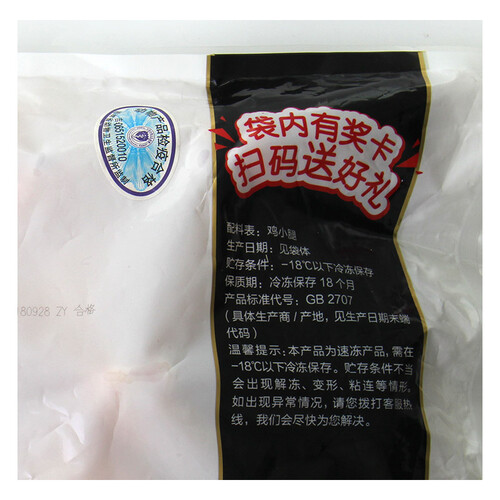 动物产品检疫合格
0651520010
袋内有奖卡
扫码送好礼
配料表：鸡小腿
生产日期：见袋体
贮存条件：-18℃以下冷冻保存
保质期：冷冻保存18个月
产品标准代号：GB 2707
(具体生产商/产地，见生产日期末端
代码)
温馨提示：本产品为速冻产品，需在
-18℃以下冷冻保存。贮存条件不当
会出现解冻、变形、粘连等情形。
如出现异常情况，请您拨打客服热
线，我们会尽快为您解决。
180928 ZY 合格